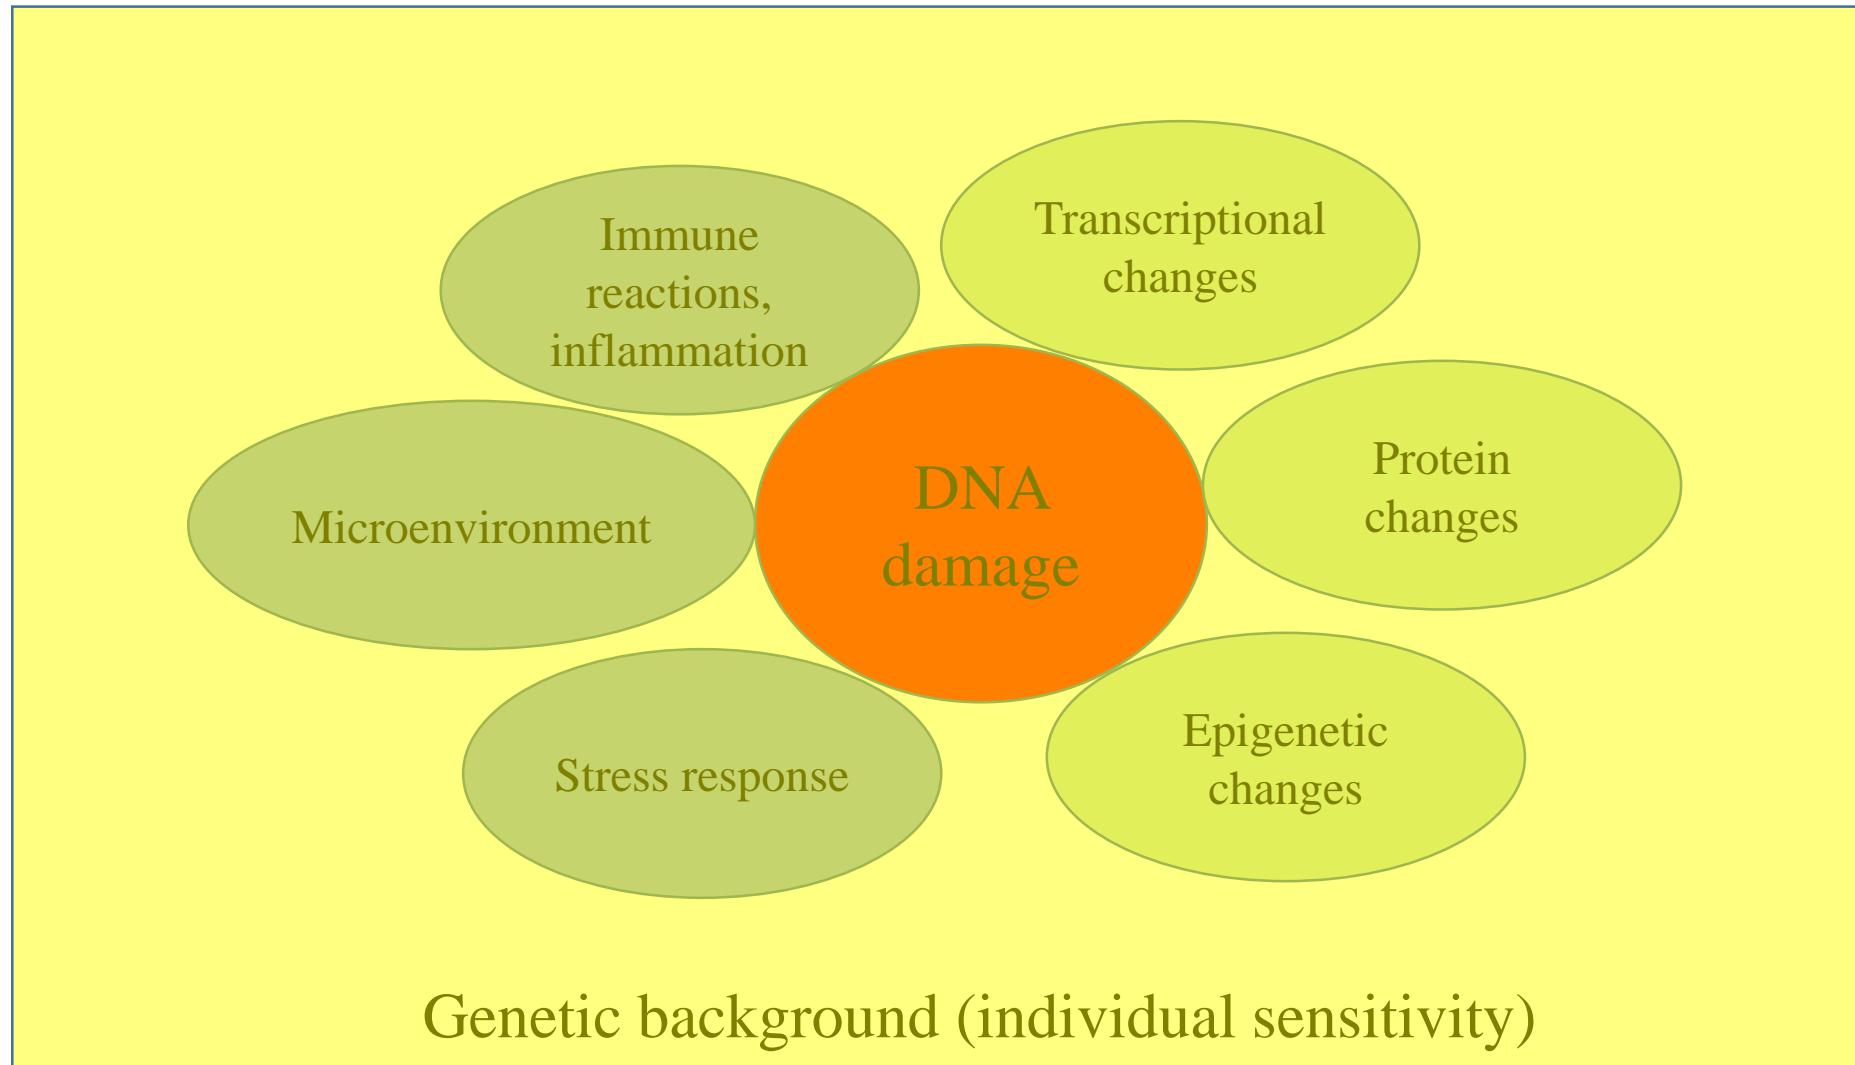 Immune
reactions,
inflammation
Transcriptional
changes
Microenvironment
DNA
damage
Protein
changes
Stress response
Epigenetic
changes
Genetic background (individual sensitivity)